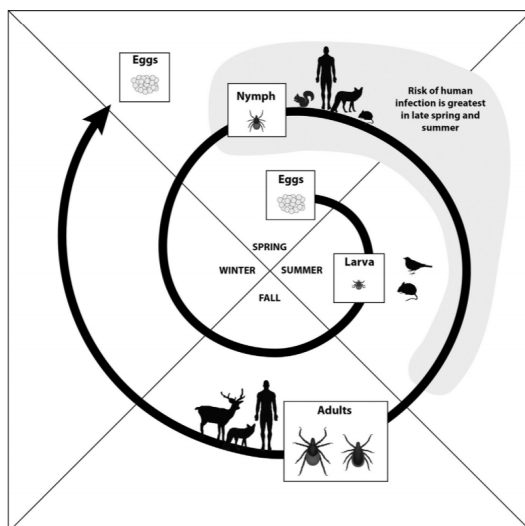 Eggs
Nymph
Risk of human
infection is greatest
in late spring and
summer
Eggs
SPRING
WINTER
SUMMER
FALL
Larva
Adults